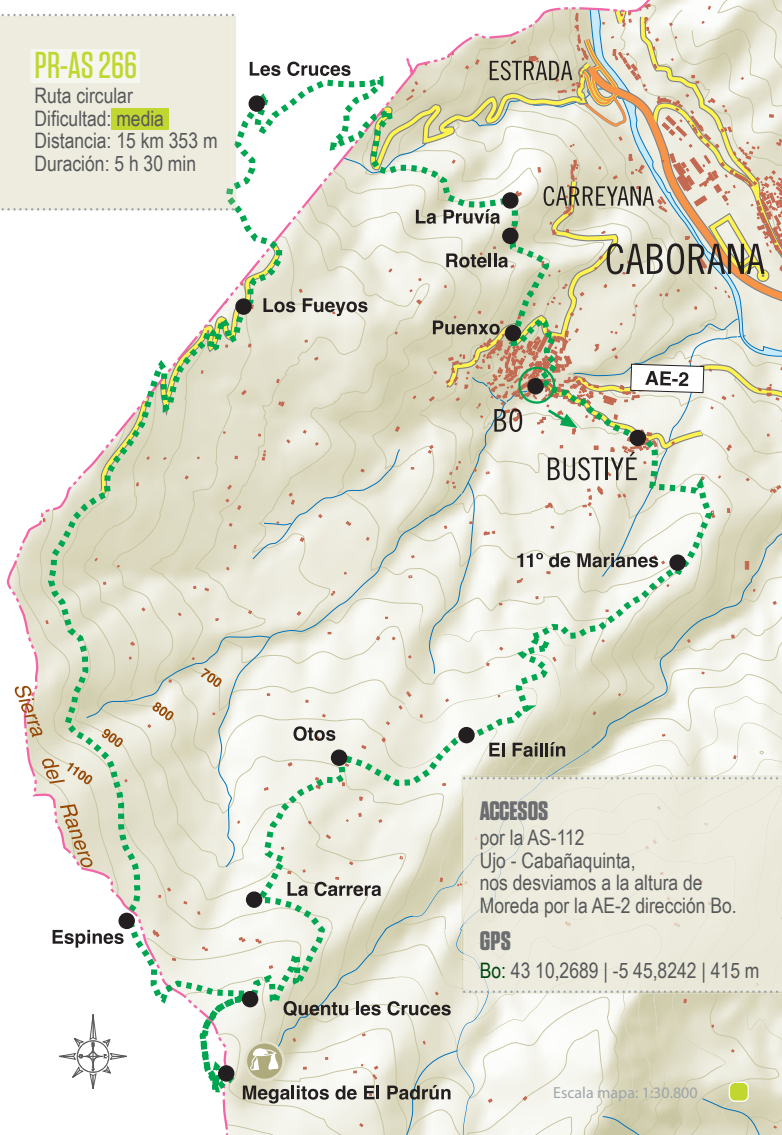 PR-AS 266
Ruta circular
Dificultad: media
Distancia: 15 km 353 m
Duración: 5 h 30 min
Les Cruces
ESTRADA
La Pruvía
CARREYANA
Rotella
CABORANA
Los Fueyos
Puenxo
AE-2
BO
BUSTIYÉ
11º de Marianes
700
800
900
1100
Sierra del Ranero
Otos
El Faillín
La Carrera
Espines
Quentu les Cruces
Megalitos de El Padrún
ACCESOS
por la AS-112
Ujo - Cabañaquinta,
nos desviamos a la altura de
Moreda por la AE-2 dirección Bo.
GPS
Bo: 43 10,2689 | -5 45,8242 | 415 m
Escala mapa: 1:30.800